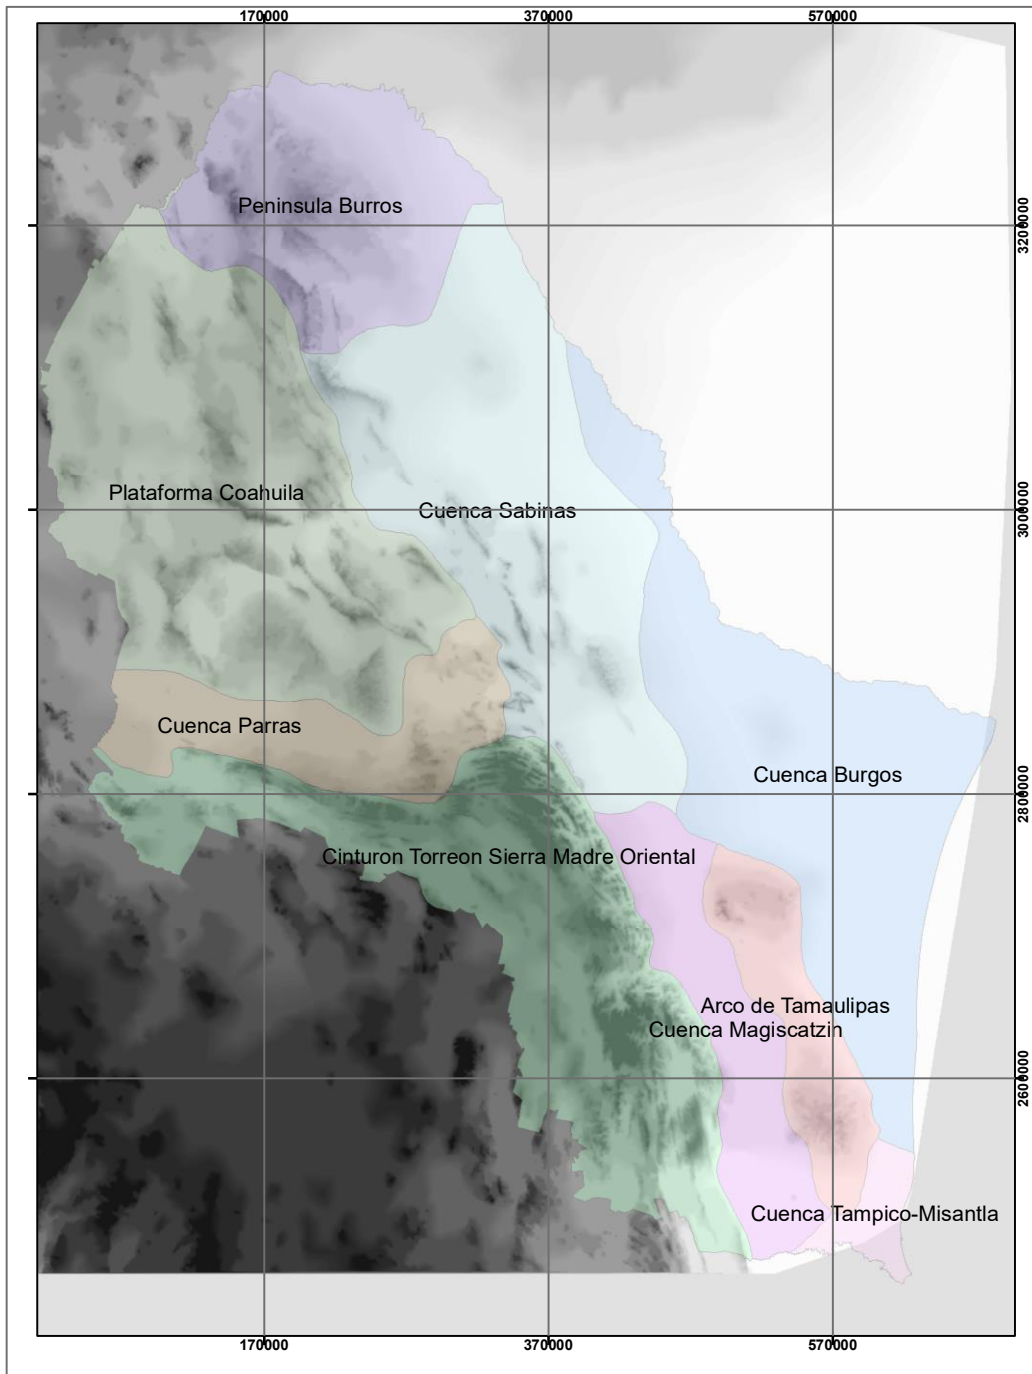 170000 370000 570000
Peninsula Burros
3200000
Plataforma Coahuila
Cuenca Sabinas
3000000
Cuenca Parras
Cuenca Burgos
2800000
Cinturon Torreon Sierra Madre Oriental
Arco de Tamaulipas
Cuenca Magiscatzin
2600000
Cuenca Tampico-Misantla
170000 370000 570000